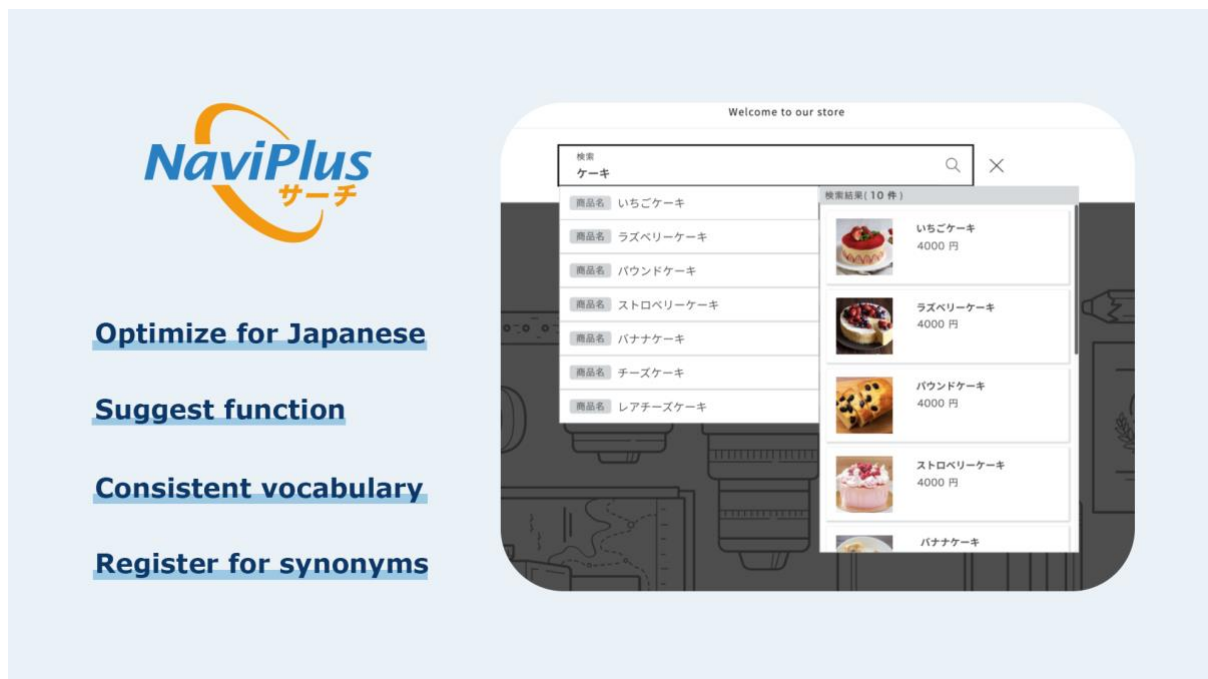 NaviPlus
サーチ
Optimize for Japanese
Suggest function
Consistent vocabulary
Register for synonyms
Welcome to our store
検索
ケーキ
商品名 いちごケーキ
商品名 ラズベリーケーキ
商品名 パウンドケーキ
商品名 ストロベリーケーキ
商品名 バナナケーキ
商品名 チーズケーキ
商品名 レアチーズケーキ
検索結果( 10 件 )
いちごケーキ
4000 円
ラズベリーケーキ
4000 円
パウンドケーキ
4000 円
ストロベリーケーキ
4000 円
バナナケーキ